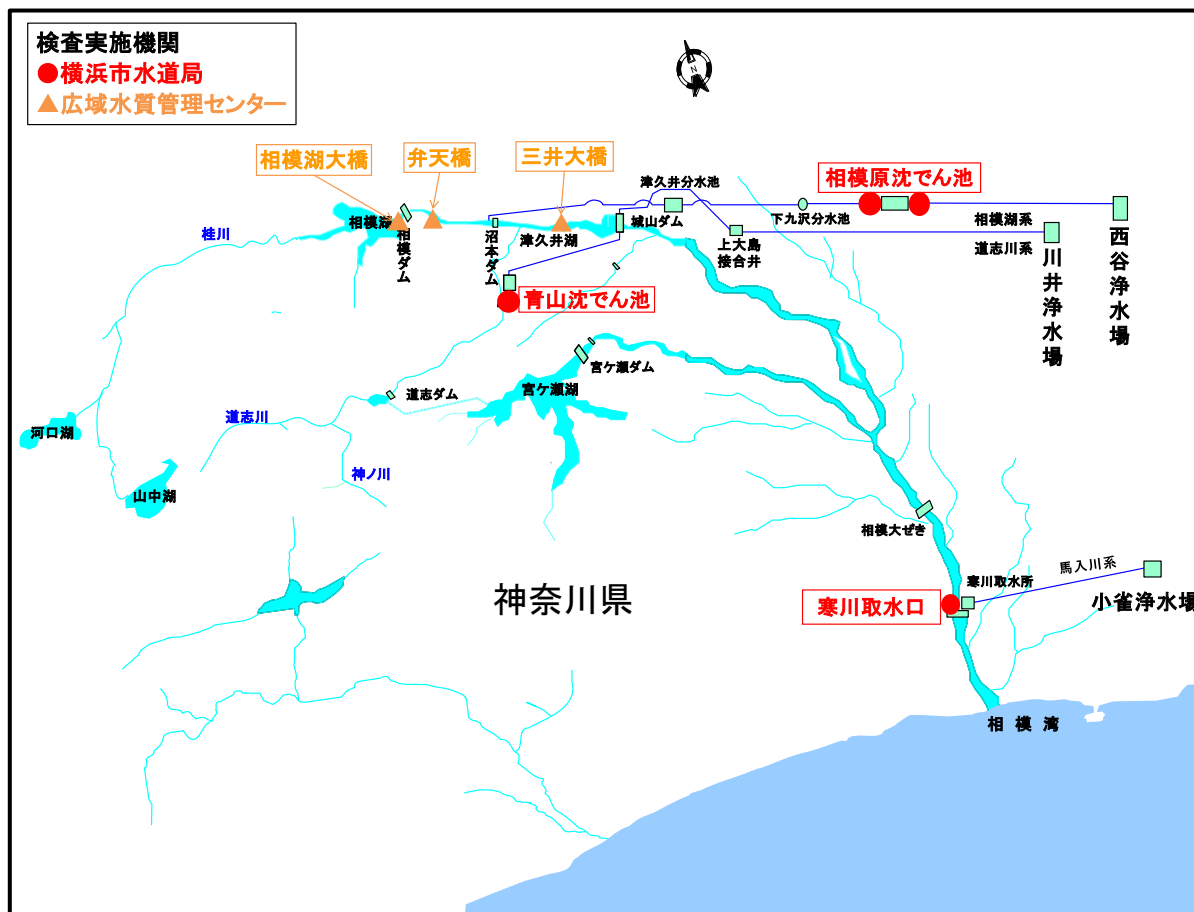 検査実施機関
●横浜市水道局
▲広域水質管理センター
N
相模湖大橋
弁天橋
三井大橋
津久井分水池
相模原沈でん池
相模湖
相模ダム
沼本ダム
津久井湖
城山ダム
下九沢分水池
上大島
接合井
相模湖系
道志川系
川井浄水場
西谷浄水場
桂川
青山沈でん池
宮ケ瀬ダム
宮ケ瀬湖
道志ダム
道志川
河口湖
神ノ川
山中湖
相模大ぜき
神奈川県
寒川取水所
馬入川系
寒川取水口
小雀浄水場
相模湾